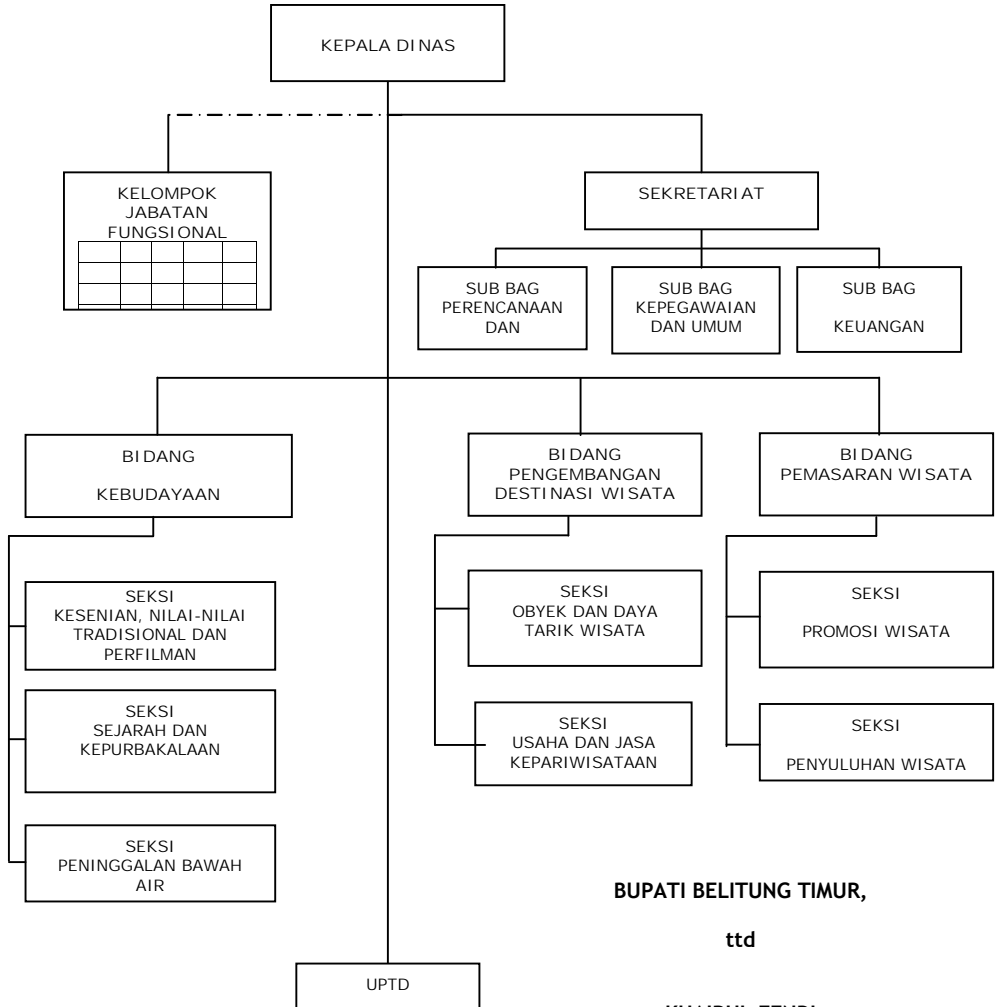 KEPALA DINAS
KELOMPOK
JABATAN
FUNGSIONAL
SEKRETARIAT
SUB BAG
PERENCANAAN
DAN
SUB BAG
KEPEGAWAIAN
DAN UMUM
SUB BAG
KEUANGAN
BIDANG
KEBUDAYAAN
BIDANG
PENGEMBANGAN
DESTINASI WISATA
BIDANG
PEMASARAN WISATA
SEKSI
KESENIAN, NILAI-NILAI
TRADISIONAL DAN
PERFILMAN
SEKSI
OBYEK DAN DAYA
TARIK WISATA
SEKSI
PROMOSI WISATA
SEKSI
SEJARAH DAN
KEPURBAKALAAN
SEKSI
USAHA DAN JASA
KEPARIWISATAAN
SEKSI
PENYULUHAN WISATA
SEKSI
PENINGGALAN BAWAH
AIR
BUPATI BELITUNG TIMUR,
ttd
UPTD